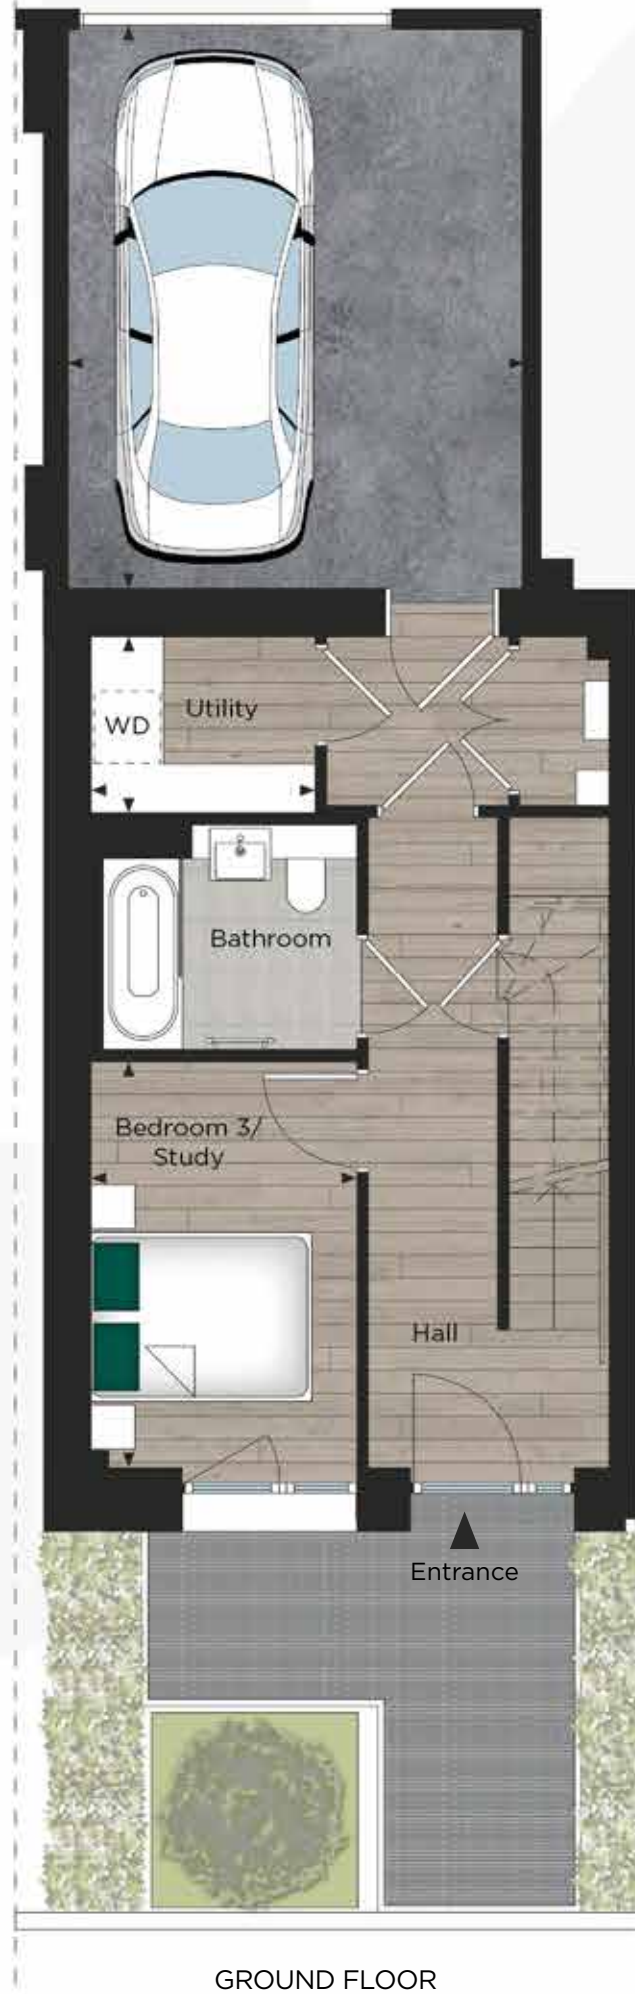 Utility
WD
Bathroom
Bedroom 3/
Study
Hall
Entrance
GROUND FLOOR